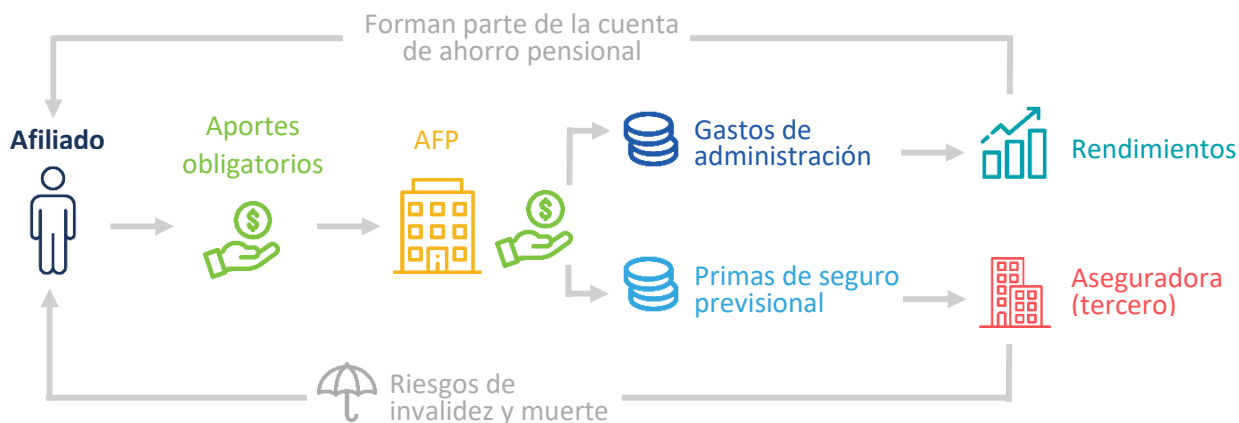 Forman parte de la cuenta
de ahorro pensional
Afiliado
Aportes
obligatorios
AFP
Gastos de
administración
Rendimientos
$
$
Primas de seguro
previsional
Aseguradora
(tercero)
Riesgos de
invalidez y muerte